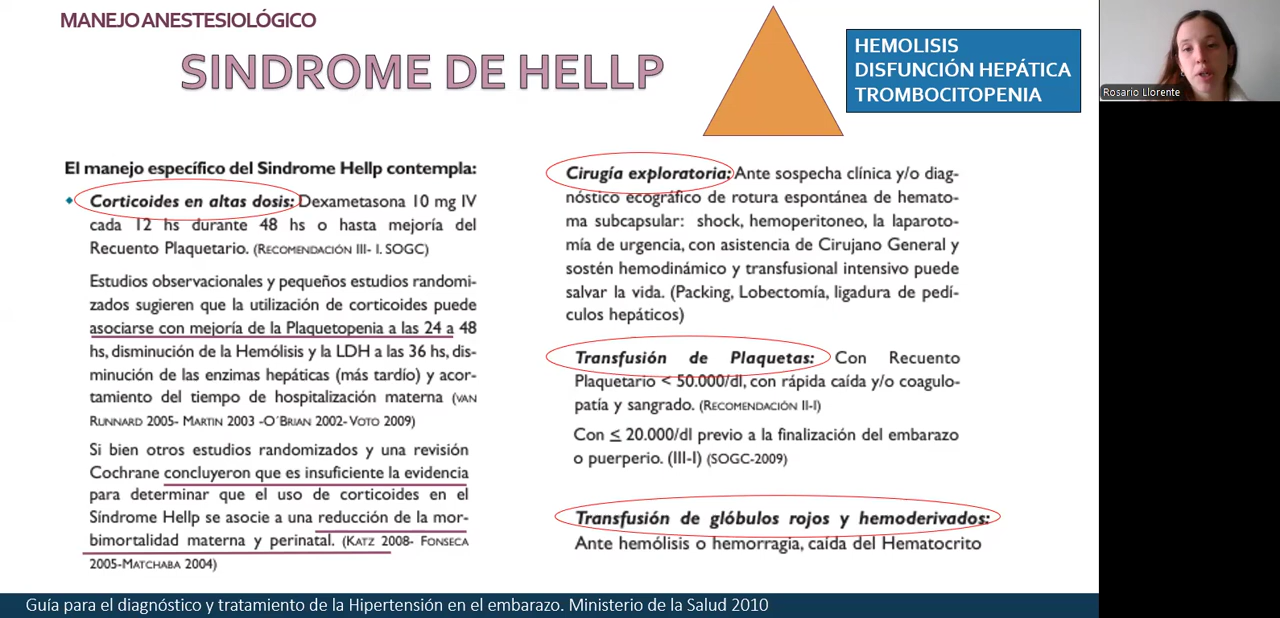 MANEJO ANESTESIOLÓGICO
SINDROME DE HELLP
HEMOLISIS
DISFUNCIÓN HEPÁTICA
TROMBOCITOPENIA
Rosario Llorente
El manejo específico del Sindrome Hellp contempla:
Corticoides en altas dosis: Dexametasona 10 mg IV
cada 12 hs durante 48 hs o hasta mejoría del
Recuento Plaquetario. (RECOMENDACIÓN III- I. SOGC)
Estudios observacionales y pequeños estudios randomi-
zados sugieren que la utilización de corticoides puede
asociarse con mejoría de la Plaquetopenia a las 24 a 48
hs, disminución de la Hemólisis y la LDH a las 36 hs, dis-
minución de las enzimas hepáticas (más tardío) y acor-
tamiento del tiempo de hospitalización materna (VAN
RUNNARD 2005- MARTIN 2003 -O´BRIAN 2002- VOTO 2009)
Si bien otros estudios randomizados y una revisión
Cochrane concluyeron que es insuficiente la evidencia
para determinar que el uso de corticoides en el
Síndrome Hellp se asocie a una reducción de la mor-
bimortalidad materna y perinatal. (KATZ 2008- FONSECA
2005-MATCHABA 2004)
Cirugía exploratoria: Ante sospecha clínica y/o diag-
nóstico ecográfico de rotura espontánea de hemato-
ma subcapsular: shock, hemoperitoneo, la laparoto-
mía de urgencia, con asistencia de Cirujano General y
sostén hemodinámico y transfusional intensivo puede
salvar la vida. (Packing, Lobectomía, ligadura de pedí-
culos hepáticos)
Transfusión de Plaquetas: Con Recuento
Plaquetario < 50.000/dl, con rápida caída y/o coagulo-
patía y sangrado. (RECOMENDACIÓN II-I)
Con ≤ 20.000/dl previo a la finalización del embarazo
o puerperio. (III-I) (SOGC-2009)
Transfusión de glóbulos rojos y hemoderivados:
Ante hemólisis o hemorragia, caída del Hematocrito
Guía para el diagnóstico y tratamiento de la Hipertensión en el embarazo. Ministerio de la Salud 2010